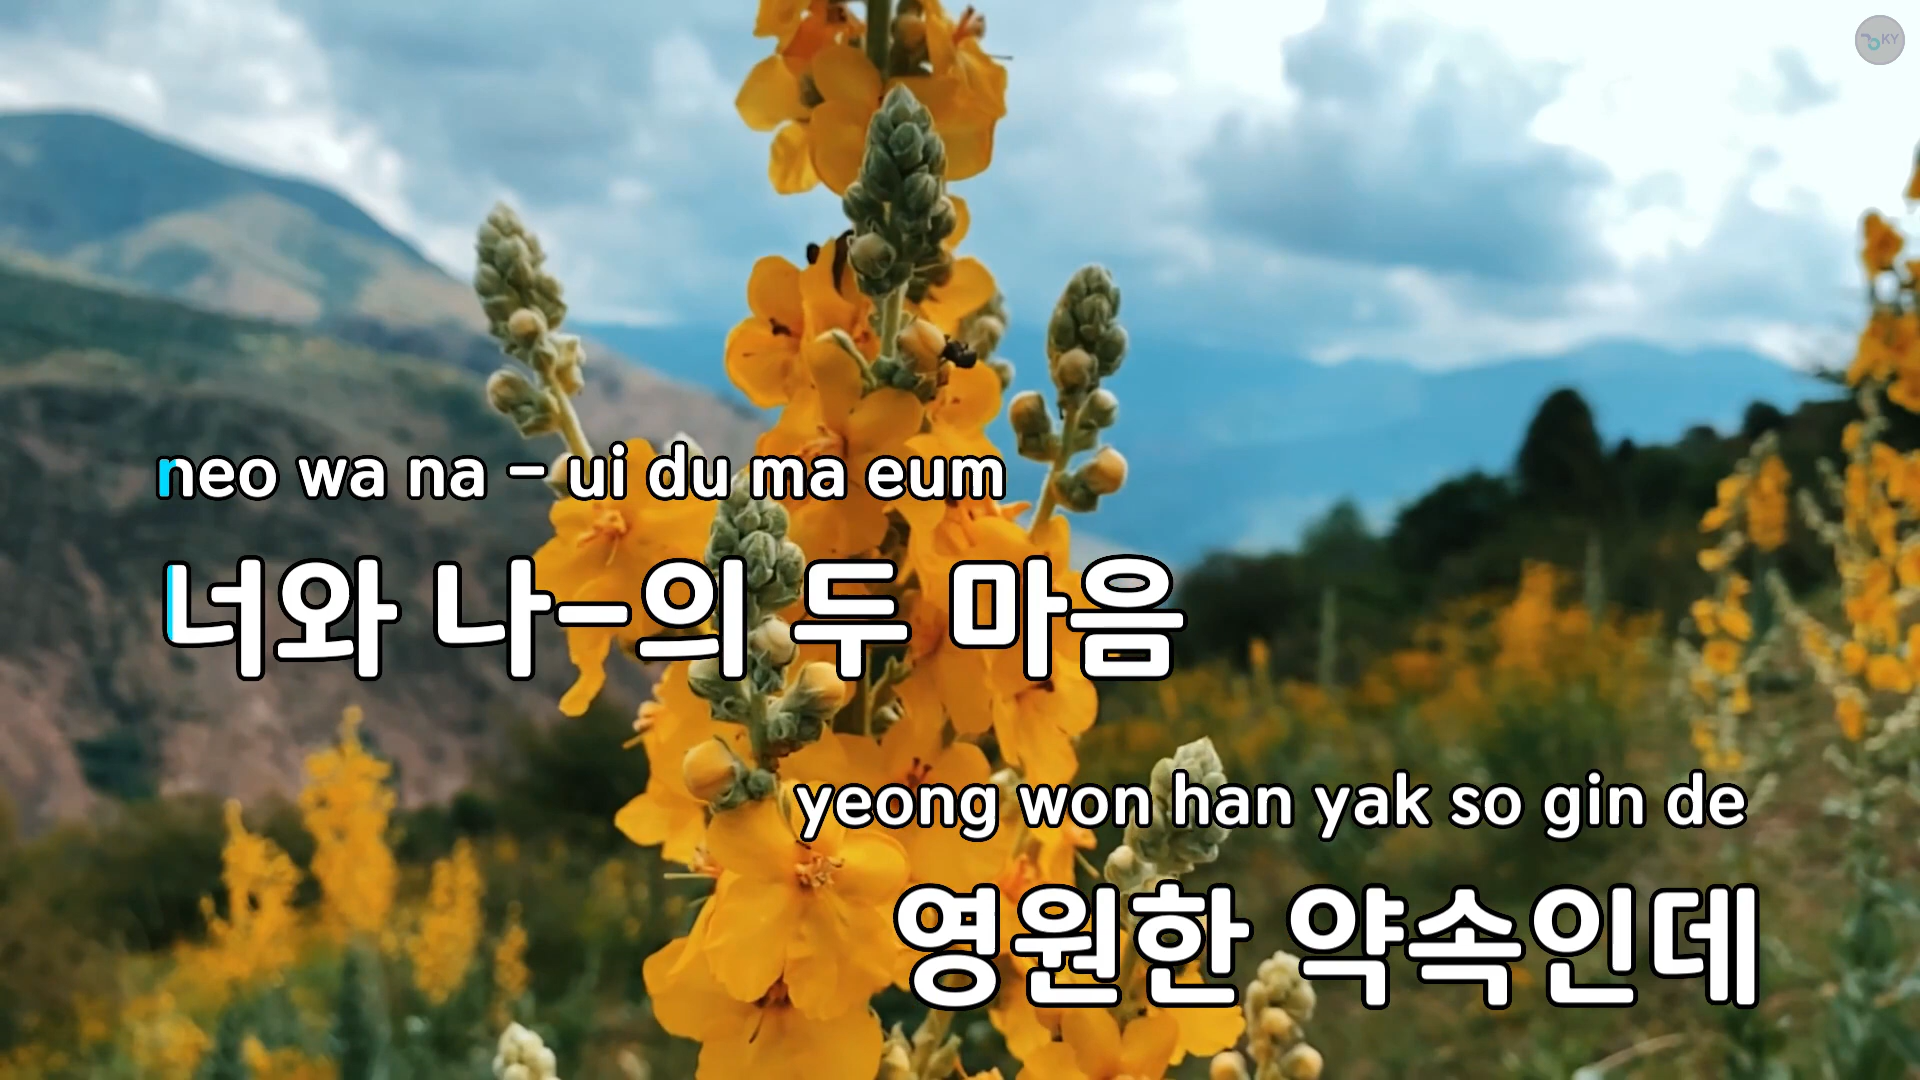 KY
neo wa na – ui du ma eum
너와 나-의 두 마음
yeong won han yak so gin de
영원한 약속인데